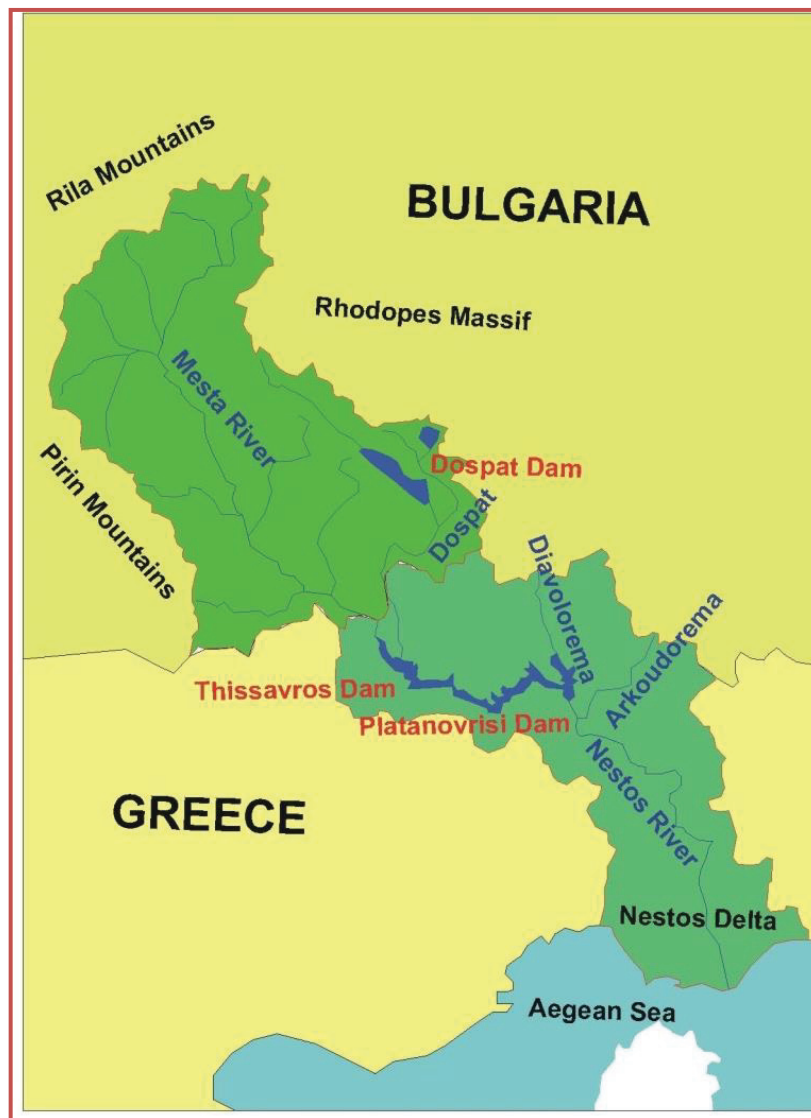 Rila Mountains
BULGARIA
Rhodopes Massif
Mesta River
Pirin Mountains
Dospat Dam
Dospat
Diavolorema
Arkoudorema
Thissavros Dam
Platanovrisi Dam
Nestos River
GREECE
Nestos Delta
Aegean Sea